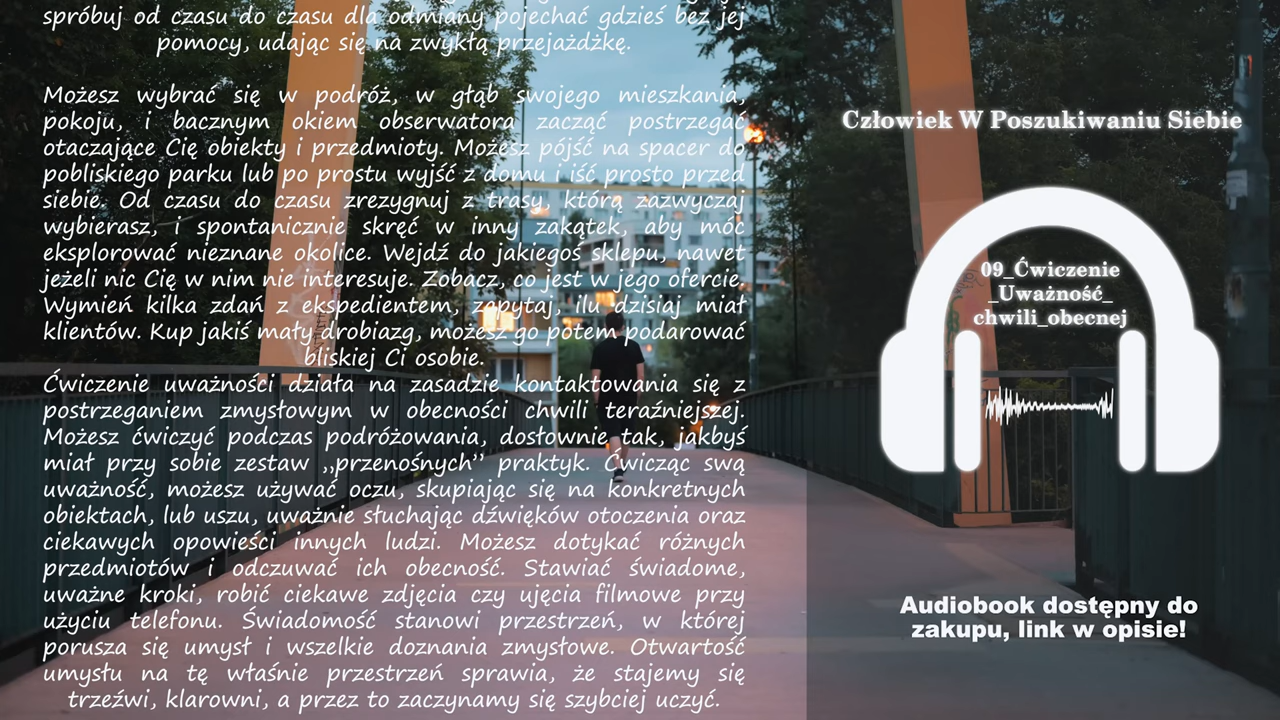 spróbuj od czasu do czasu dla odmiany pojechać gdzieś bez jej
pomocy, udając się na zwykłą przejażdżkę.
Możesz wybrać się w podróż, w głąb swojego mieszkania,
pokoju, i bacznym okiem obserwatora zacząć postrzegać
otaczające Cię obiekty i przedmioty. Możesz pójść na spacer do
pobliskiego parku lub po prostu wyjść z domu i iść prosto przed
siebie. Od czasu do czasu zrezygnuj z trasy, którą zazwyczaj
wybierasz, i spontanicznie skręć w inny zakątek, aby móc
eksplorować nieznane okolice. Wejdź do jakiegoś sklepu, nawet
jeżeli nic Cię w nim nie interesuje. Zobacz, co jest w jego ofercie.
Wymień kilka zdań z ekspedientem, zapytaj, ilu dzisiaj miał
klientów. Kup jakiś mały drobiazg, możesz go potem podarować
bliskiej Ci osobie.
Ćwiczenie uważności działa na zasadzie kontaktowania się z
postrzeganiem zmysłowym w obecności chwili teraźniejszej.
Możesz ćwiczyć podczas podróżowania, dosłownie tak, jakbyś
miał przy sobie zestaw „przenośnych” praktyk. Ćwicząc swą
uważność, możesz używać oczu, skupiając się na konkretnych
obiektach, lub uszu, uważnie słuchając dźwięków otoczenia oraz
ciekawych opowieści innych ludzi. Możesz dotykać różnych
przedmiotów i odczuwać ich obecność. Stawiać świadome,
uważne kroki, robić ciekawe zdjęcia czy ujęcia filmowe przy
użyciu telefonu. Świadomość stanowi przestrzeń, w której
porusza się umysł i wszelkie doznania zmysłowe. Otwartość
umysłu na tę właśnie przestrzeń sprawia, że stajemy się
trzeźwi, klarowni, a przez to zaczynamy się szybciej uczyć.
Człowiek W Poszukiwaniu Siebie
09_Ćwiczenie
_Uważność_
chwili_obecnej
Audiobook dostępny do
zakupu, link w opisie!